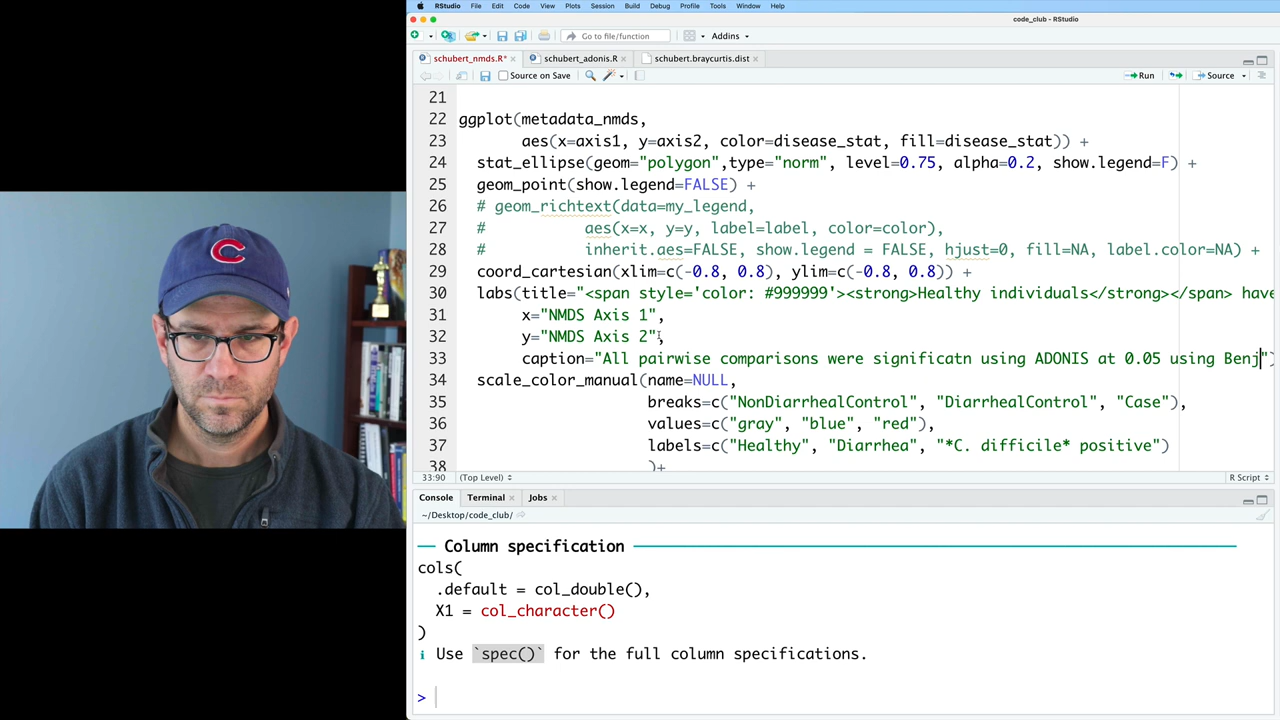 RStudio File Edit Code View Plots Session Build Debug Profile Tools Window Help
code_club - RStudio
Go to file/function Addins
schubert_nmds.R* schubert_adonis.R schubert.braycurtis.dist
Source on Save Run Source
21
22 ggplot(metadata_nmds,
23 aes(x=axis1, y=axis2, color=disease_stat, fill=disease_stat)) +
24 stat_ellipse(geom="polygon",type="norm", level=0.75, alpha=0.2, show.legend=F) +
25 geom_point(show.legend=FALSE) +
26 # geom_richtext(data=my_legend,
27 # aes(x=x, y=y, label=label, color=color),
28 # inherit.aes=FALSE, show.legend = FALSE, hjust=0, fill=NA, label.color=NA) +
29 coord_cartesian(xlim=c(-0.8, 0.8), ylim=c(-0.8, 0.8)) +
30 labs(title="<span style='color: #999999'><strong>Healthy individuals</strong></span> have
31 x="NMDS Axis 1",
32 y="NMDS Axis 2",
33 caption="All pairwise comparisons were significatn using ADONIS at 0.05 using Benj")
34 scale_color_manual(name=NULL,
35 breaks=c("NonDiarrhealControl", "DiarrhealControl", "Case"),
36 values=c("gray", "blue", "red"),
37 labels=c("Healthy", "Diarrhea", "*C. difficile* positive")
38 )+
33:90 (Top Level) R Script
Console Terminal Jobs
~/Desktop/code_club/
Column specification
cols(
.default = col_double(),
X1 = col_character()
)
i Use `spec()` for the full column specifications.
>
C